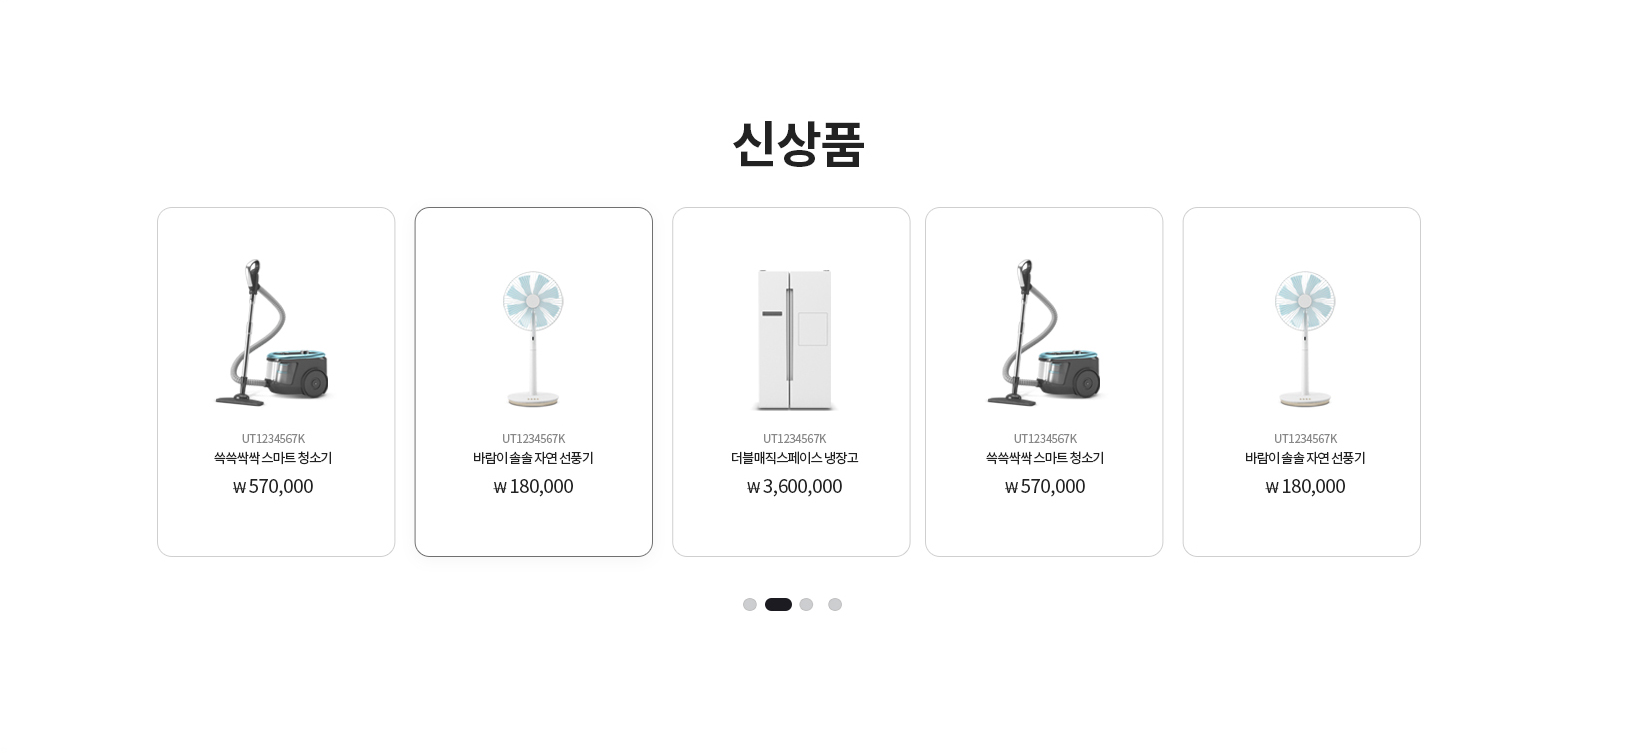 신상품
UT1234567K
쓱쓱싹싹 스마트 청소기
₩ 570,000
UT1234567K
바람이 솔솔 자연 선풍기
₩ 180,000
UT1234567K
더블매직스페이스 냉장고
₩ 3,600,000
UT1234567K
쓱쓱싹싹 스마트 청소기
₩ 570,000
UT1234567K
바람이 솔솔 자연 선풍기
₩ 180,000